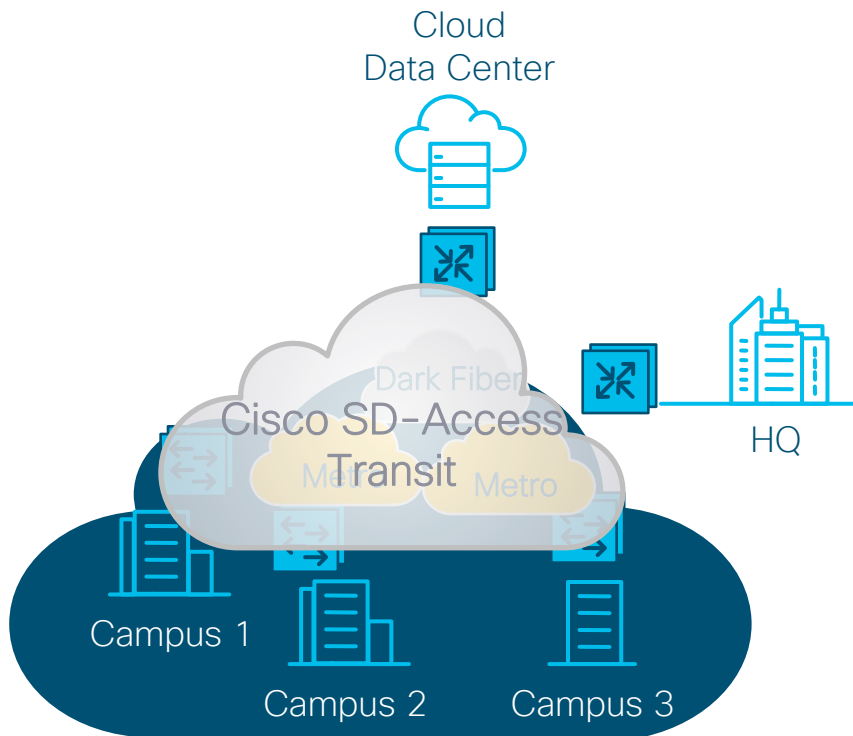 Cloud
Data Center
Dark Fiber
Cisco SD-Access
Transit
Metro
Metro
HQ
Campus 1
Campus 2
Campus 3